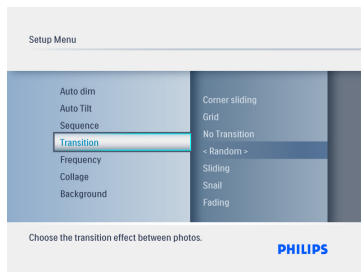 Setup Menu
Auto dim
Auto Tilt
Sequence
Transition
Frequency
Collage
Background
Corner sliding
Grid
No Transition
< Random >
Sliding
Snail
Fading
Choose the transition effect between photos.
PHILIPS